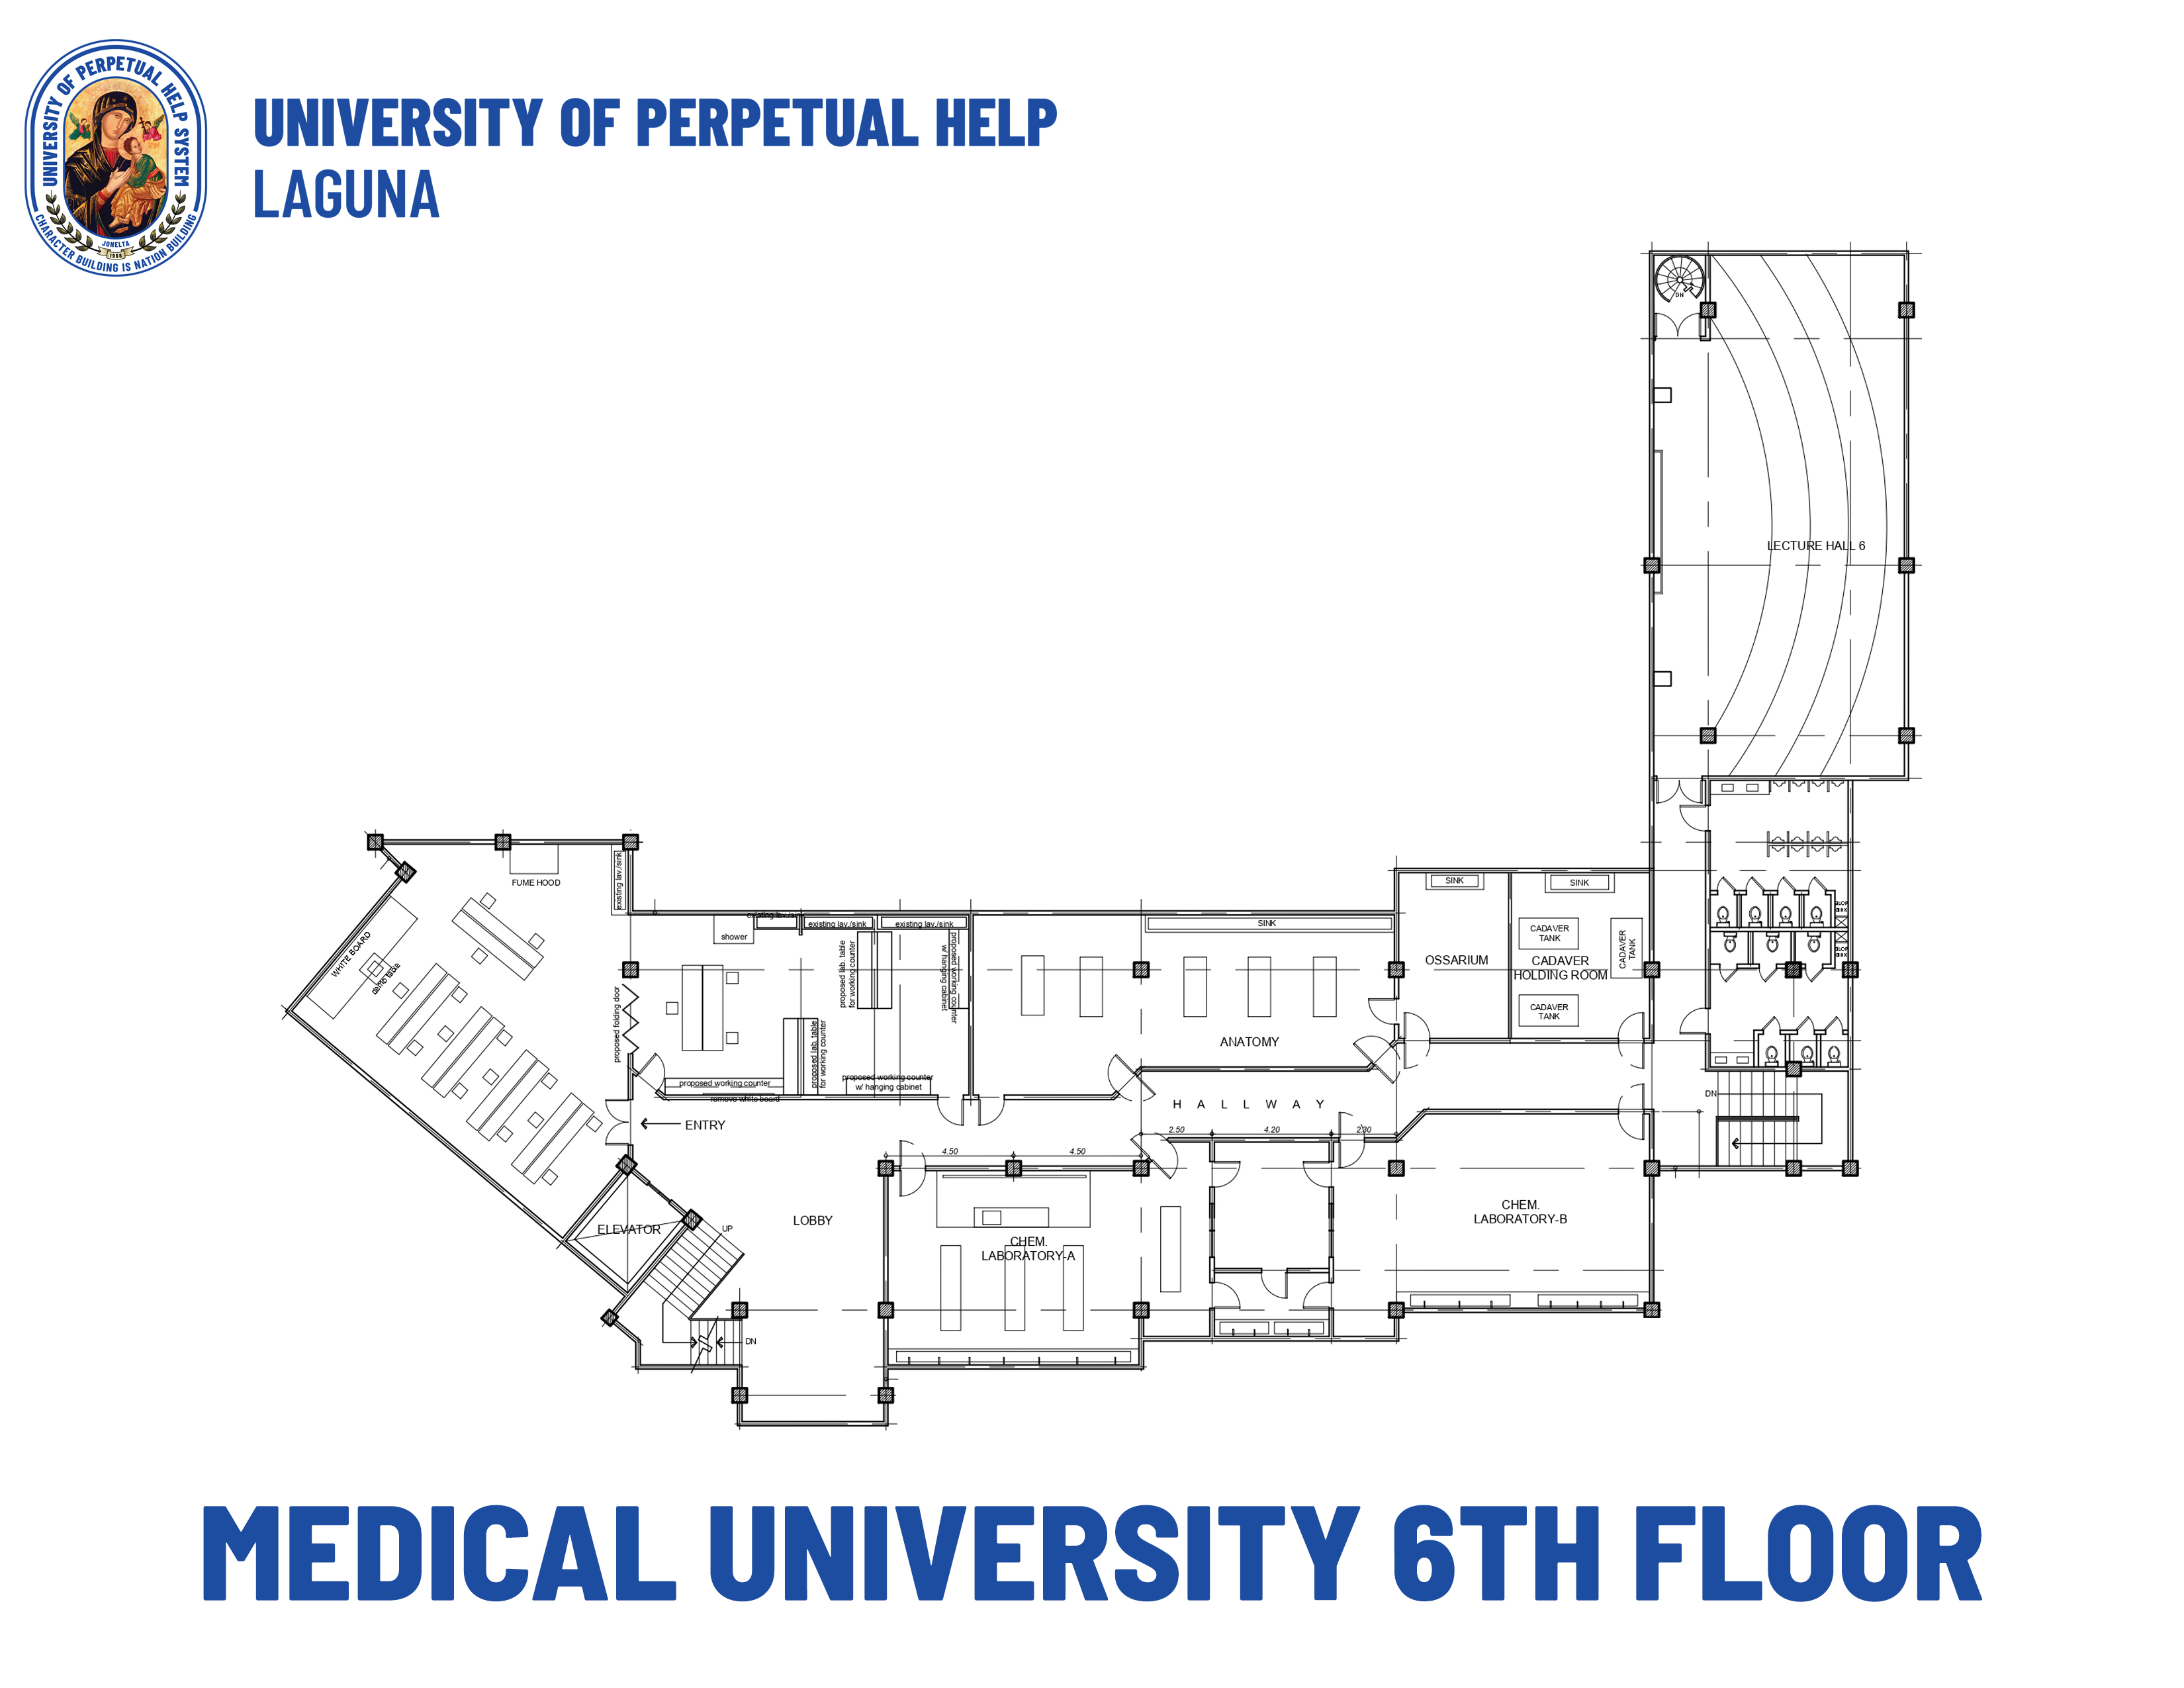 UNIVERSITY OF PERPETUAL HELP SYSTEM
JONELTA
1968
CHARACTER BUILDING IS NATION BUILDING
UNIVERSITY OF PERPETUAL HELP
LAGUNA
DN
LECTURE HALL 6
FUME HOOD
existing lav./sink
WHITE BOARD
demo table
proposed folding door
shower
existing lav./sink
existing lav./sink
existing lav./sink
proposed lab. table
for working counter
proposed lab. table
for working counter
proposed working counter
w/ hanging cabinet
proposed working counter
remove white board
proposed working counter
w/ hanging cabinet
SINK
ANATOMY
SINK
OSSARIUM
SINK
CADAVER
TANK
CADAVER
TANK
CADAVER
HOLDING ROOM
CADAVER
TANK
SLOP
SINK
SLOP
SINK
DN
ENTRY
H A L L W A Y
2.50
4.20
2.30
4.50
4.50
ELEVATOR
UP
LOBBY
CHEM.
LABORATORY-A
CHEM.
LABORATORY-B
DN
MEDICAL UNIVERSITY 6TH FLOOR